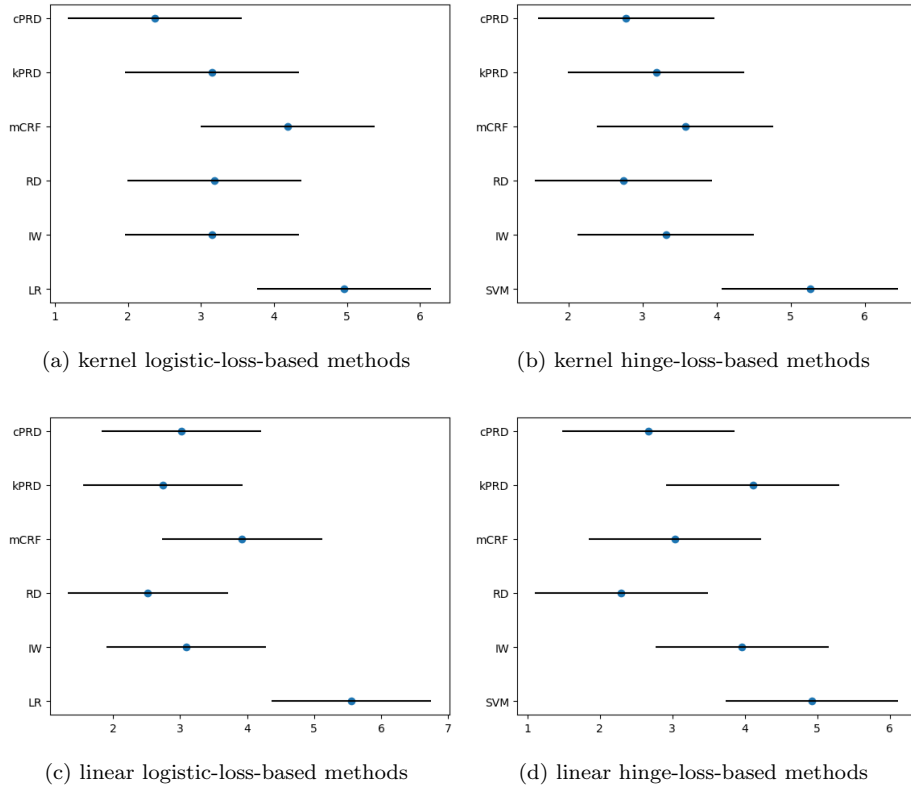 cPRD
kPRD
mCRF
RD
IW
LR
1 2 3 4 5 6
(a) kernel logistic-loss-based methods
cPRD
kPRD
mCRF
RD
IW
SVM
2 3 4 5 6
(b) kernel hinge-loss-based methods
cPRD
kPRD
mCRF
RD
IW
LR
2 3 4 5 6 7
(c) linear logistic-loss-based methods
cPRD
kPRD
mCRF
RD
IW
SVM
1 2 3 4 5 6
(d) linear hinge-loss-based methods